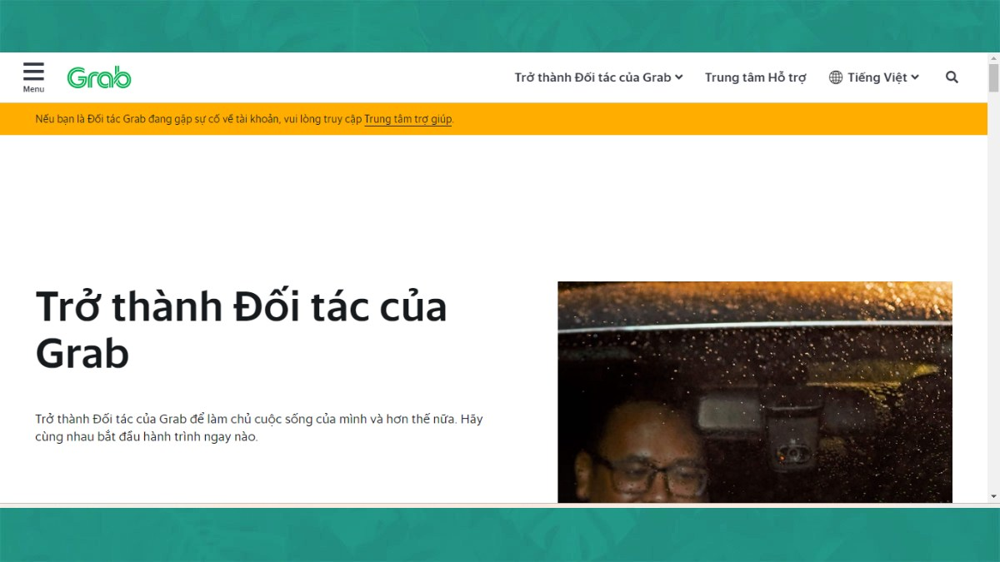 Menu
Grab
Trở thành Đối tác của Grab
Trung tâm Hỗ trợ
Tiếng Việt
Nếu bạn là Đối tác Grab đang gặp sự cố về tài khoản, vui lòng truy cập Trung tâm trợ giúp.
Trở thành Đối tác của
Grab
Trở thành Đối tác của Grab để làm chủ cuộc sống của mình và hơn thế nữa. Hãy
cùng nhau bắt đầu hành trình ngay nào.